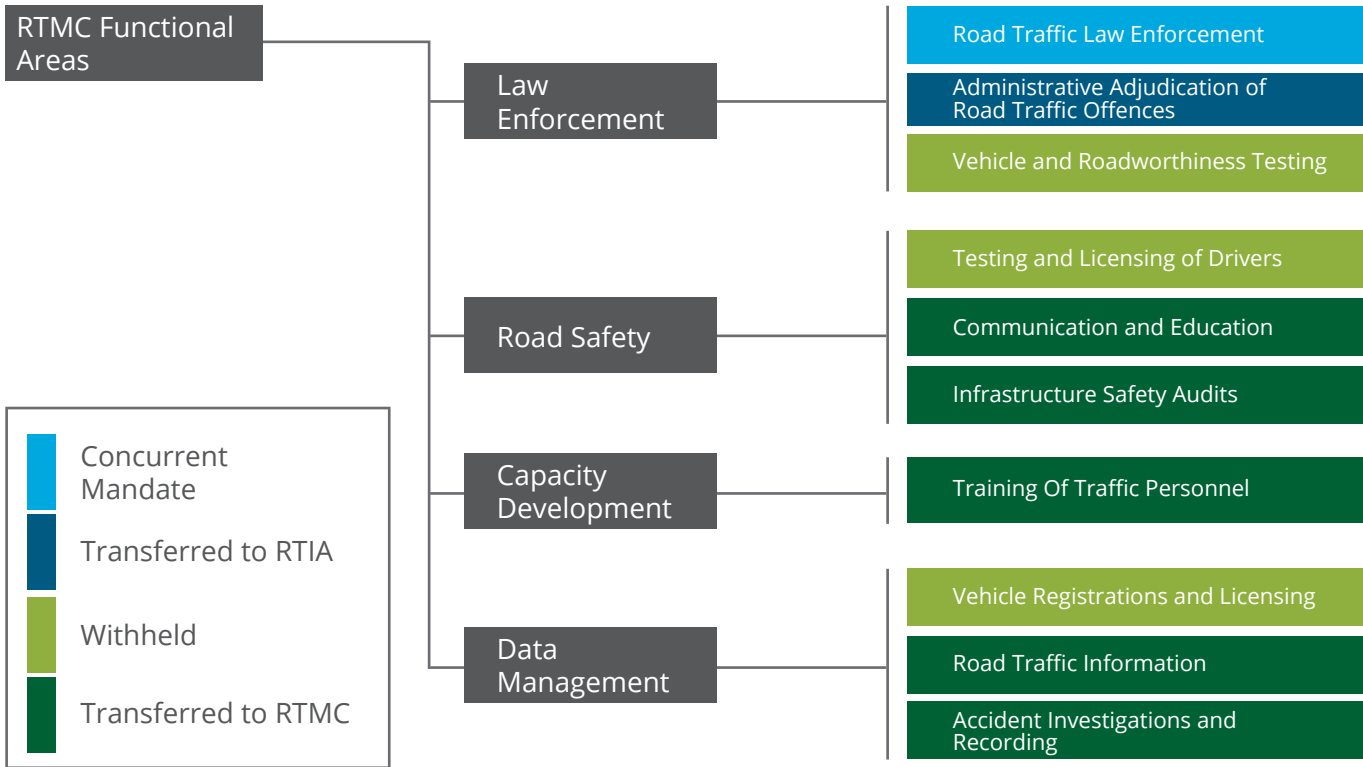 RTMC Functional
Areas
Law
Enforcement
Road Traffic Law Enforcement
Administrative Adjudication of
Road Traffic Offences
Vehicle and Roadworthiness Testing
Road Safety
Testing and Licensing of Drivers
Communication and Education
Infrastructure Safety Audits
Capacity
Development
Training Of Traffic Personnel
Data
Management
Vehicle Registrations and Licensing
Road Traffic Information
Accident Investigations and
Recording
Concurrent
Mandate
Transferred to RTIA
Withheld
Transferred to RTMC